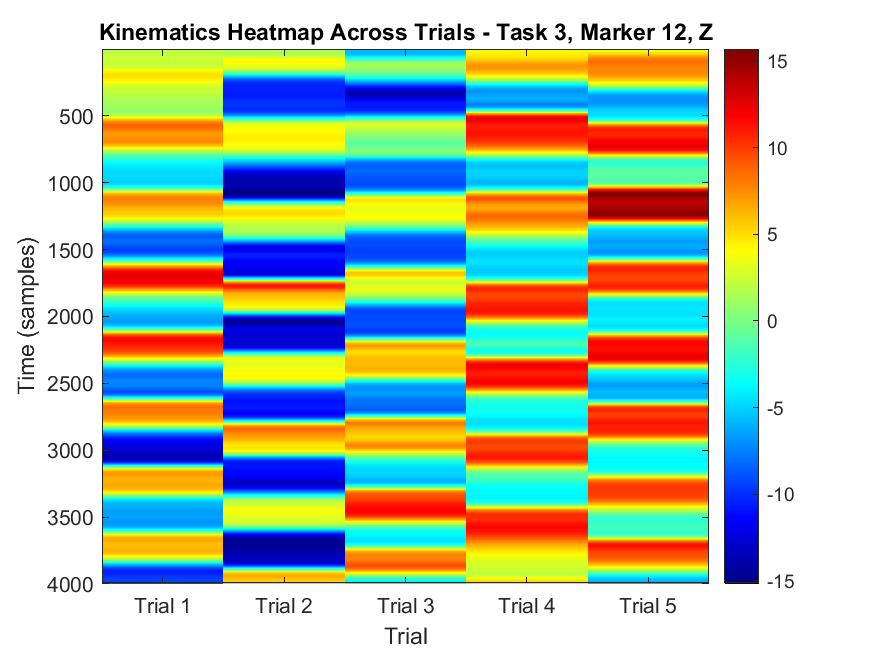 Kinematics Heatmap Across Trials - Task 3, Marker 12, Z
Time (samples)
500
1000
1500
2000
2500
3000
3500
4000
Trial 1
Trial 2
Trial 3
Trial 4
Trial 5
Trial
15
10
5
0
-5
-10
-15